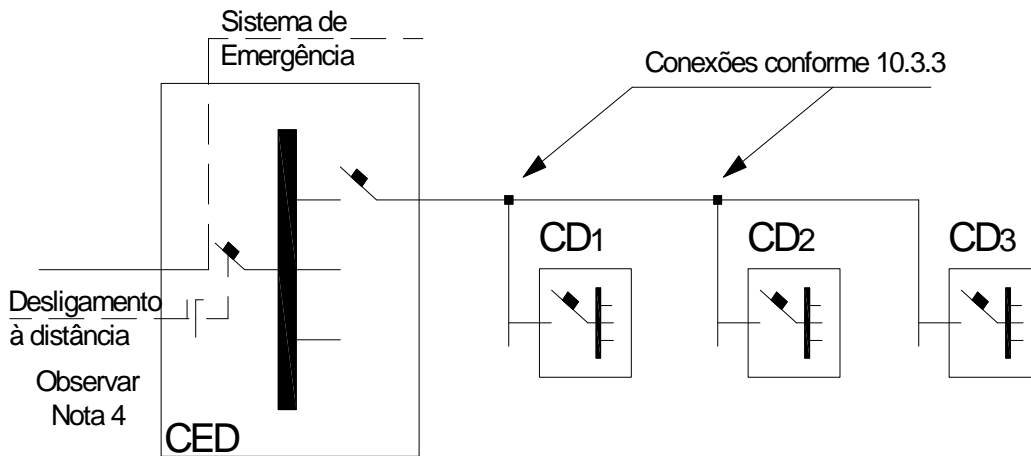 Sistema de
Emergência
Conexões conforme 10.3.3
CD1
CD2
CD3
Desligamento
à distância
Observar
Nota 4
CED